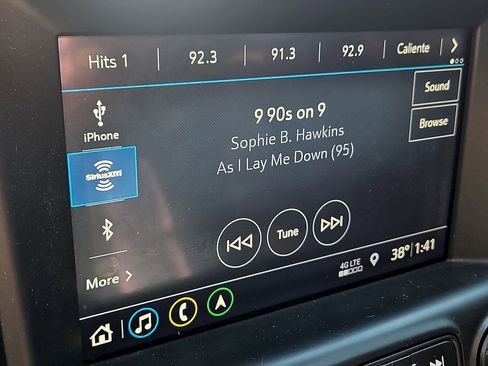 Hits 1 92.3 91.3 92.9 Caliente
9 90s on 9
Sophie B. Hawkins
As I Lay Me Down (95)
Sound
Browse
iPhone
SiriusXM
More
Tune
4G LTE
38° 1:41